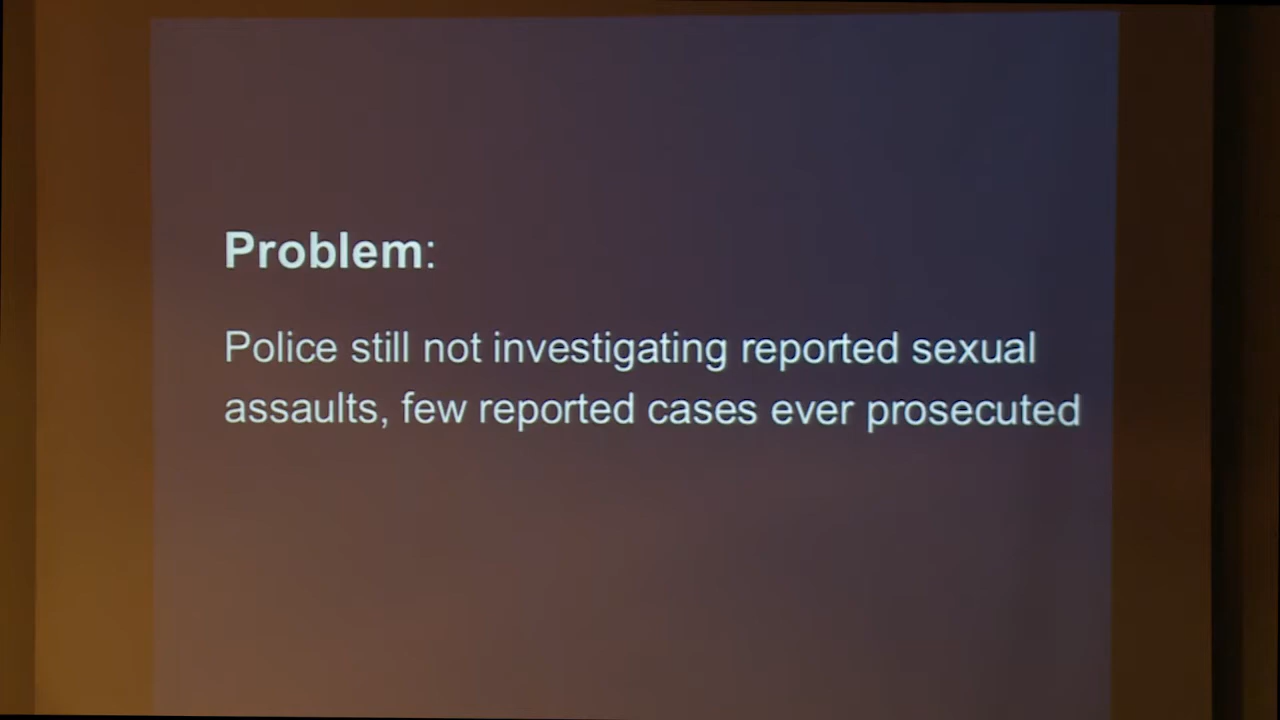 Problem:
Police still not investigating reported sexual
assaults, few reported cases ever prosecuted